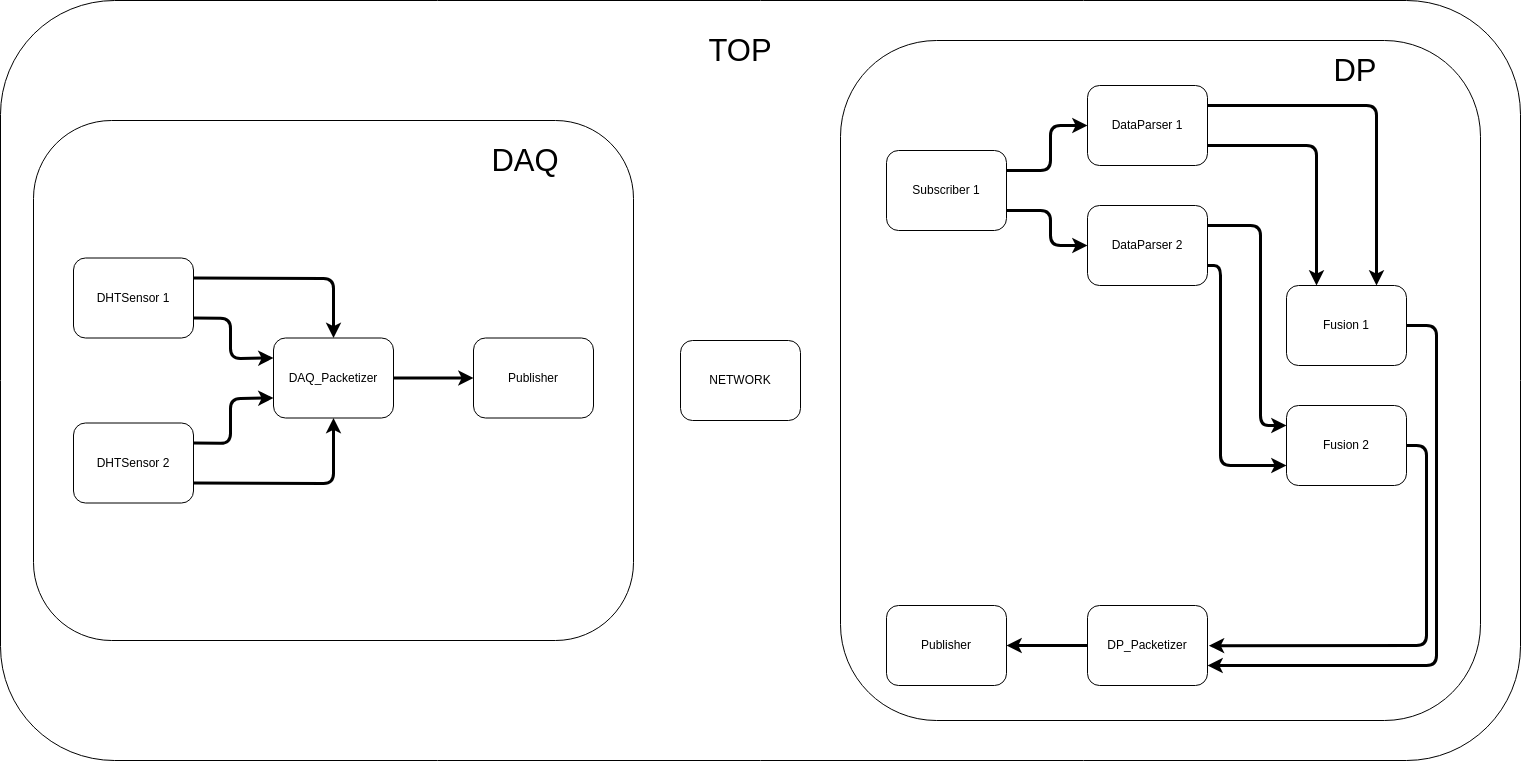 TOP
DAQ
DHTSensor 1
DHTSensor 2
DAQ_Packetizer
Publisher
NETWORK
DP
Subscriber 1
DataParser 1
DataParser 2
Fusion 1
Fusion 2
DP_Packetizer
Publisher